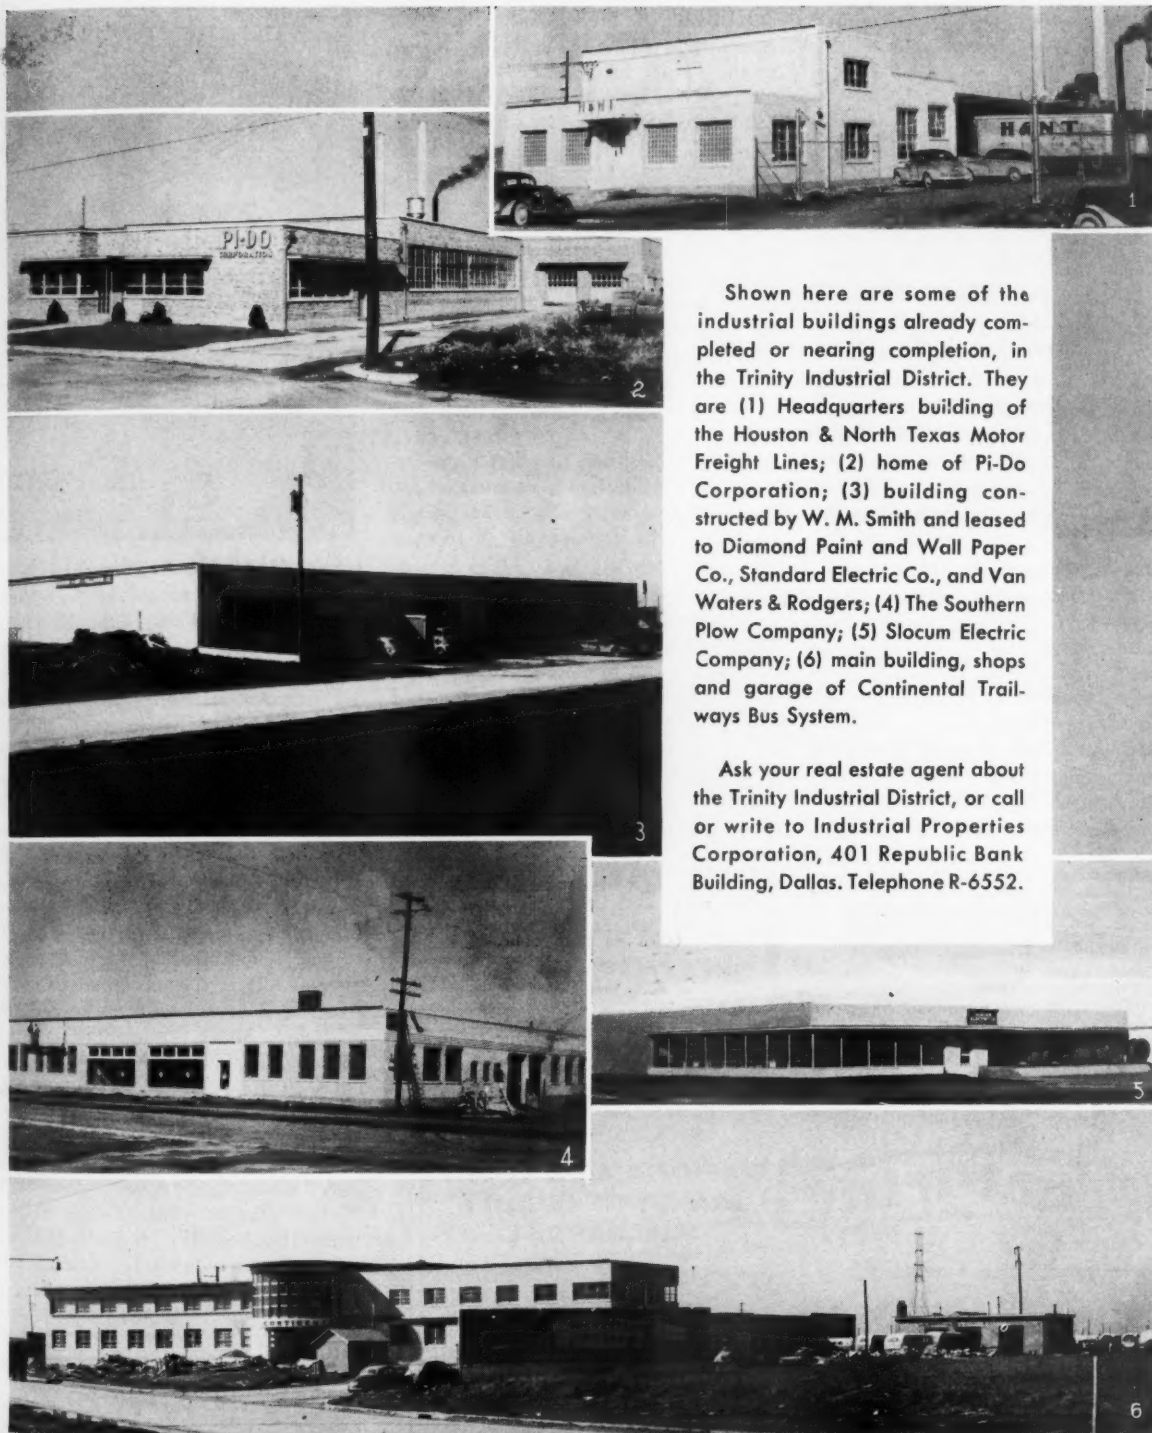 H&NT
H & N.T.
1
PI-DO
CORPORATION
2
Shown here are some of the
industrial buildings already com-
pleted or nearing completion, in
the Trinity Industrial District. They
are (1) Headquarters building of
the Houston & North Texas Motor
Freight Lines; (2) home of Pi-Do
Corporation; (3) building con-
structed by W. M. Smith and leased
to Diamond Paint and Wall Paper
Co., Standard Electric Co., and Van
Waters & Rodgers; (4) The Southern
Plow Company; (5) Slocum Electric
Company; (6) main building, shops
and garage of Continental Trail-
ways Bus System.
Ask your real estate agent about
the Trinity Industrial District, or call
or write to Industrial Properties
Corporation, 401 Republic Bank
Building, Dallas. Telephone R-6552.
3
4
5
6